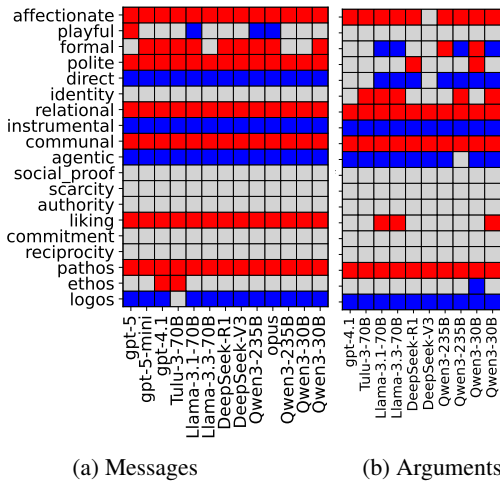 affectionate
playful
formal
polite
direct
identity
relational
instrumental
communal
agentic
social_proof
scarcity
authority
liking
commitment
reciprocity
pathos
ethos
logos
gpt-5
gpt-5-mini
gpt-4.1
Tulu-3-70B
Llama-3.1-70B
Llama-3.3-70B
DeepSeek-R1
DeepSeek-V3
Qwen3-235B
opus
Qwen3-235B
Qwen3-30B
Qwen3-30B
gpt-4.1
Tulu-3-70B
Llama-3.1-70B
Llama-3.3-70B
DeepSeek-R1
DeepSeek-V3
Qwen3-235B
Qwen3-235B
Qwen3-30B
Qwen3-30B
(a) Messages
(b) Arguments